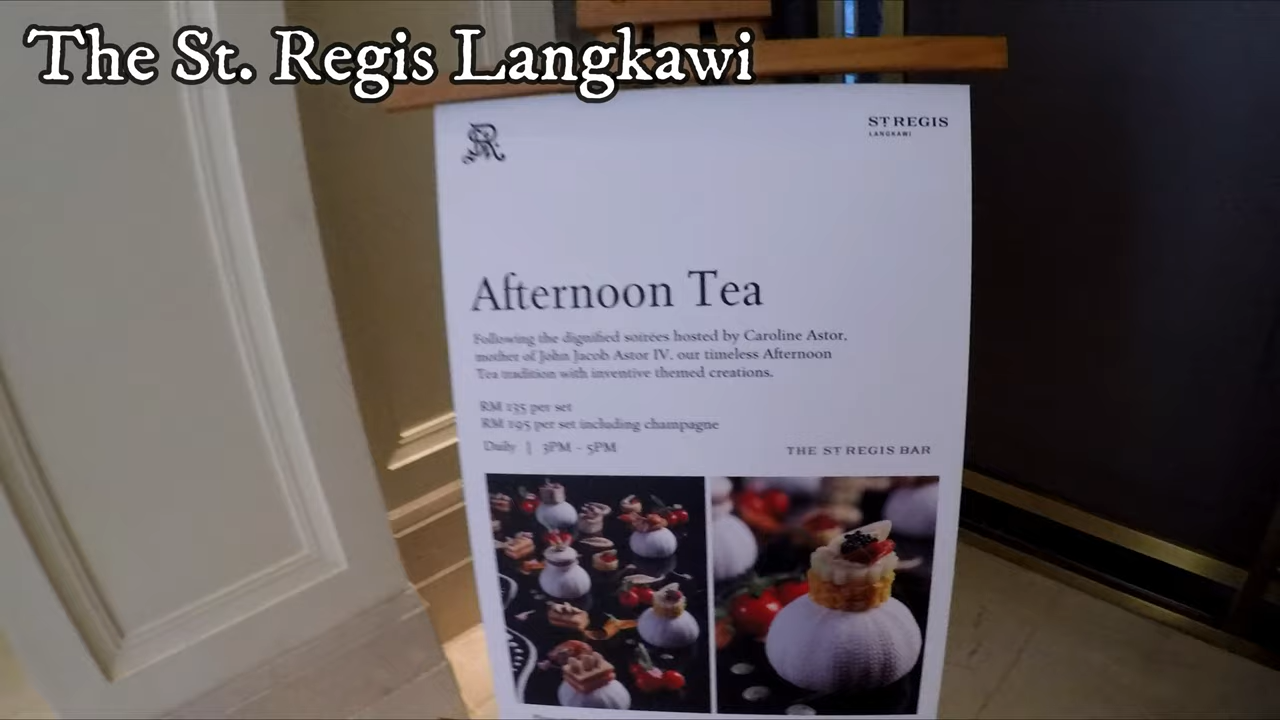 The St. Regis Langkawi
ST REGIS
LANGKAWI
Afternoon Tea
Following the dignified soirées hosted by Caroline Astor,
mother of John Jacob Astor IV, our timeless Afternoon
Tea tradition with inventive themed creations.
RM 135 per set
RM 195 per set including champagne
Daily | 3PM - 5PM
THE ST REGIS BAR